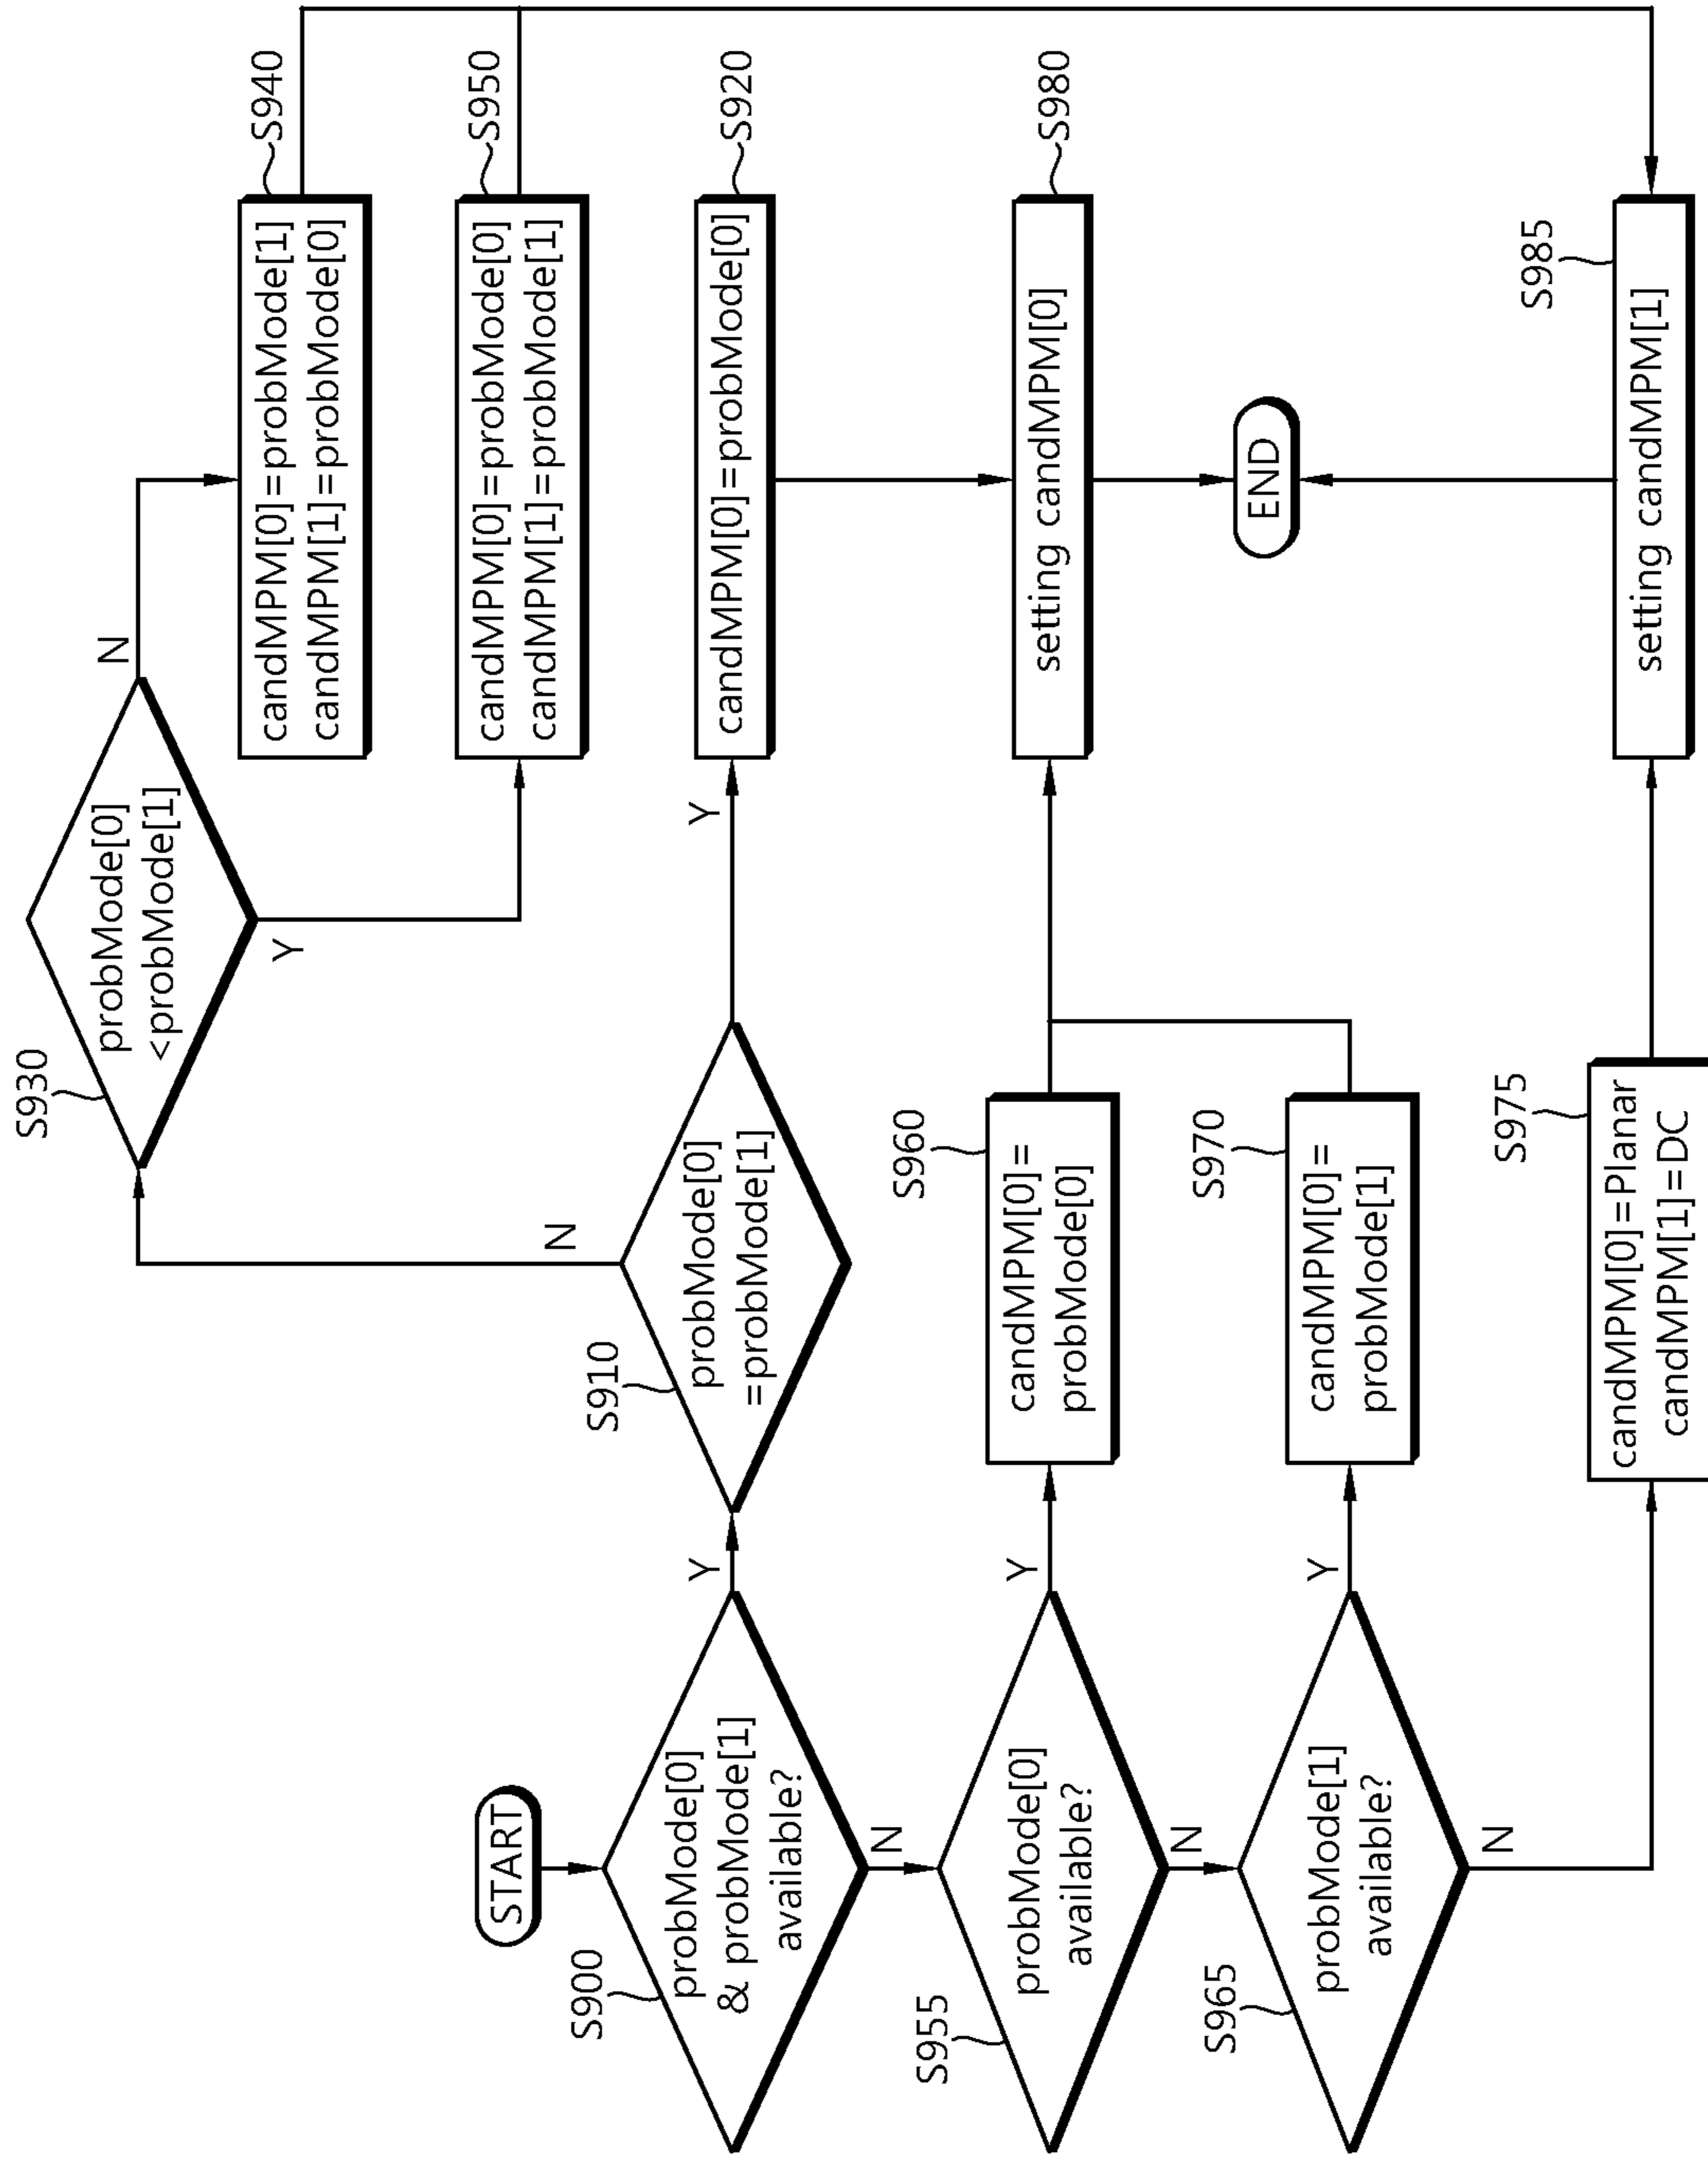 START
S900
probMode[0]
& probMode[1]
available?
Y
N
S910
probMode[0]
=probMode[1]
N
Y
S930
probMode[0]
<probMode[1]
N
Y
candMPM[0]=probMode[1]
candMPM[1]=probMode[0]
S940
candMPM[0]=probMode[0]
candMPM[1]=probMode[1]
S950
candMPM[0]=probMode[0]
S920
S955
probMode[0]
available?
Y
N
S960
candMPM[0]=
probMode[0]
setting candMPM[0]
S980
S965
probMode[1]
available?
Y
N
S970
candMPM[0]=
probMode[1]
END
S975
candMPM[0]=Planar
candMPM[1]=DC
setting candMPM[1]
S985